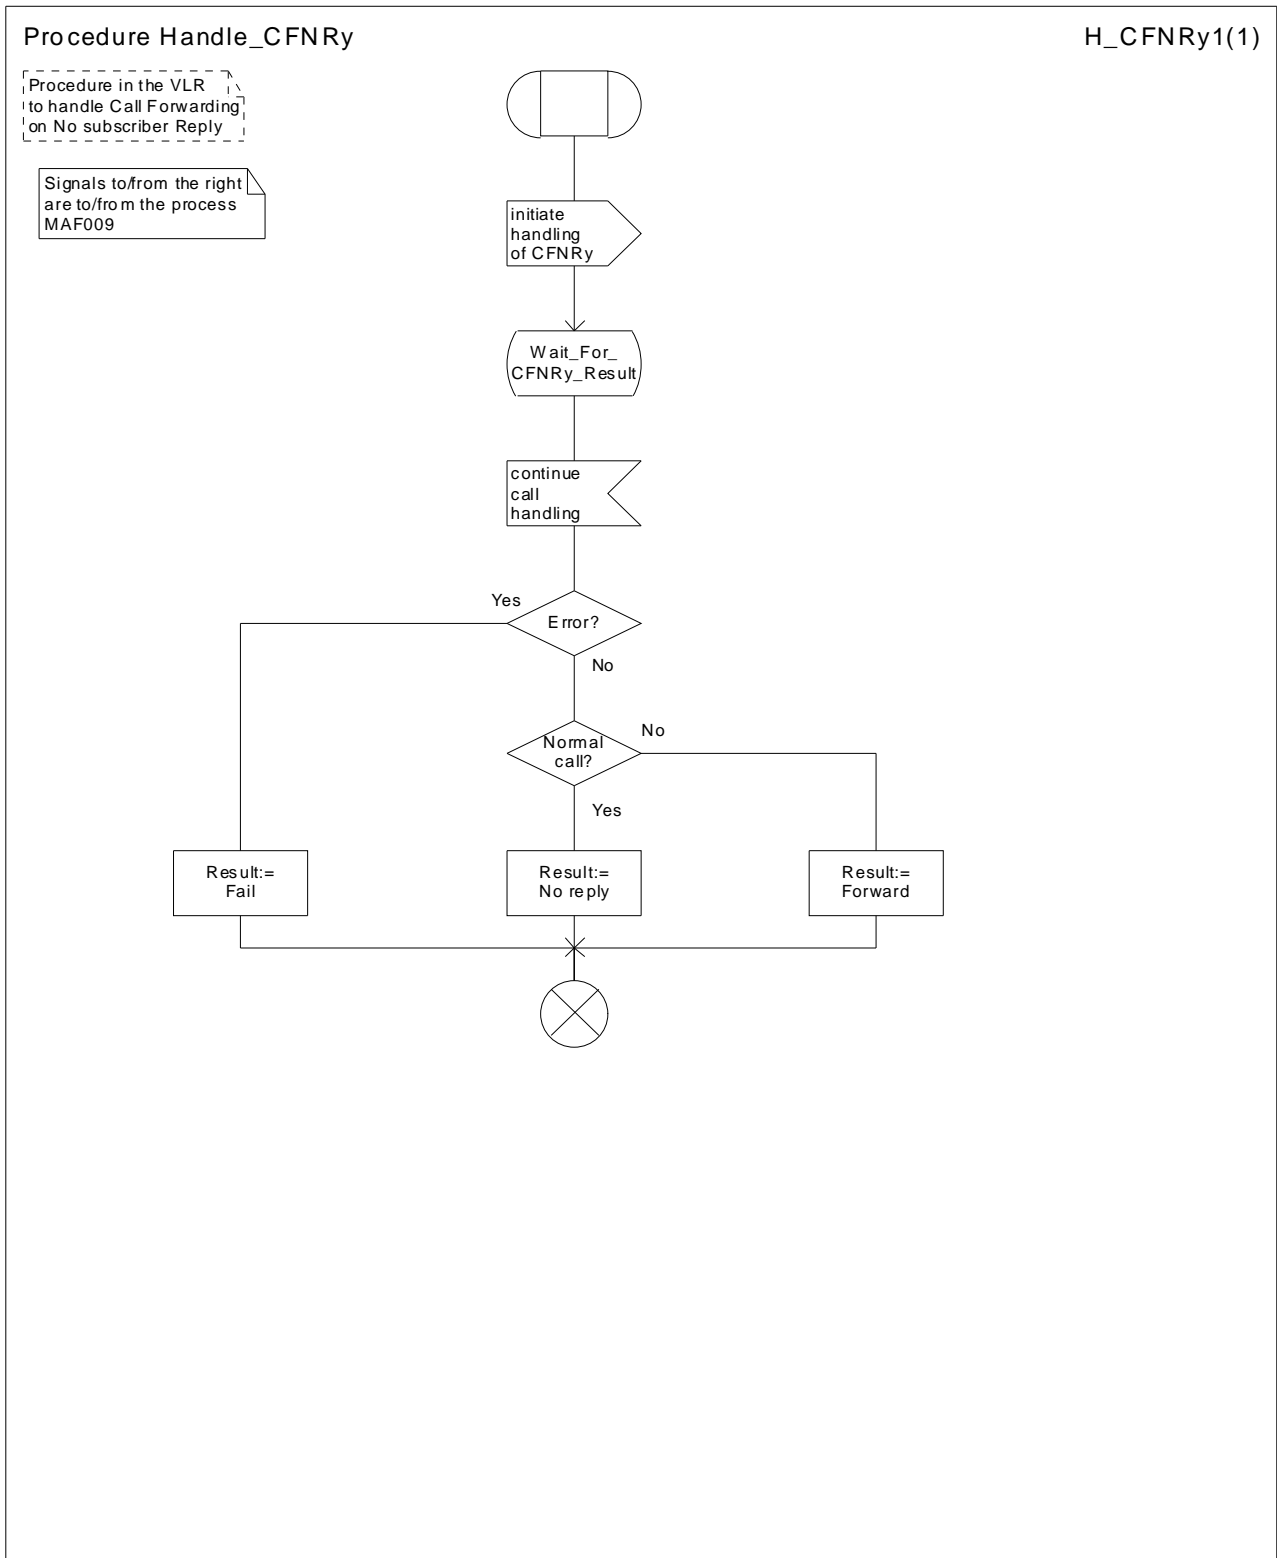 Procedure Handle_CFNRy
H_CFNRy1(1)
Procedure in the VLR
to handle Call Forwarding
on No subscriber Reply
Signals to/from the right
are to/from the process
MAF009
initiate
handling
of CFNRy
Wait_For_
CFNRy_Result
continue
call
handling
Yes
Error?
No
Normal
call?
No
Yes
Result:=
Fail
Result:=
No reply
Result:=
Forward